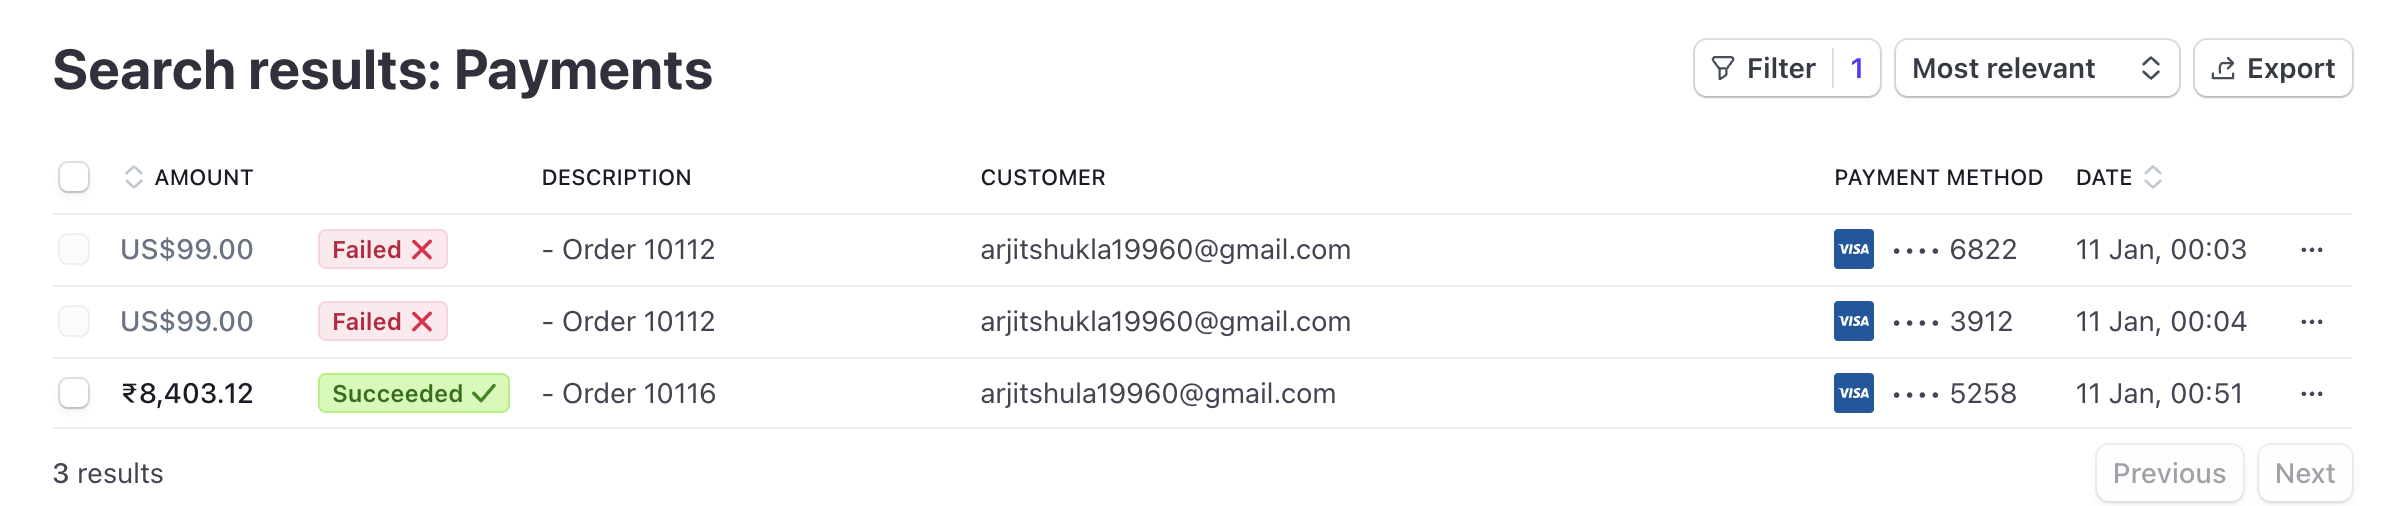 Search results: Payments
Filter 1 Most relevant Export
AMOUNT DESCRIPTION CUSTOMER PAYMENT METHOD DATE
US$99.00 Failed - Order 10112 arjitshukla19960@gmail.com VISA •••• 6822 11 Jan, 00:03 ···
US$99.00 Failed - Order 10112 arjitshukla19960@gmail.com VISA •••• 3912 11 Jan, 00:04 ···
₹8,403.12 Succeeded - Order 10116 arjitshula19960@gmail.com VISA •••• 5258 11 Jan, 00:51 ···
3 results Previous Next